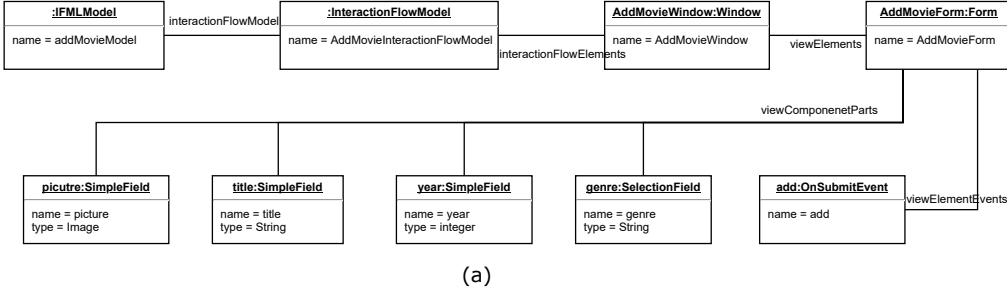 :IFMLModel
name = addMovieModel
interactionFlowModel
:InteractionFlowModel
name = AddMovieInteractionFlowModel
interactionFlowElements
AddMovieWindow:Window
name = AddMovieWindow
viewElements
AddMovieForm:Form
name = AddMovieForm
viewComponenetParts
picutre:SimpleField
name = picture
type = Image
title:SimpleField
name = title
type = String
year:SimpleField
name = year
type = integer
genre:SelectionField
name = genre
type = String
add:OnSubmitEvent
name = add
viewElementEvents
(a)